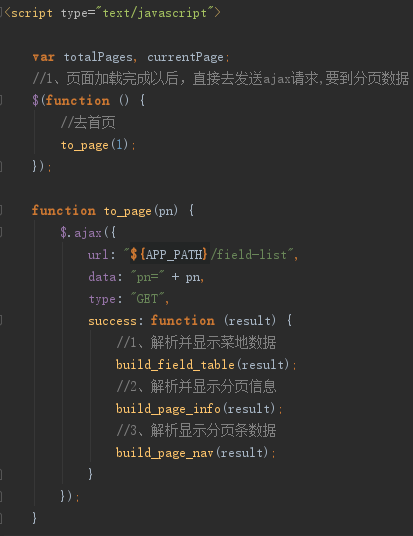 <script type="text/javascript">
var totalPages, currentPage;
//1、页面加载完成以后，直接去发送ajax请求,要到分页数据
$(function () {
//去首页
to_page(1);
});
function to_page(pn) {
$.ajax({
url: "${APP_PATH}/field-list",
data: "pn=" + pn,
type: "GET",
success: function (result) {
//1、解析并显示菜地数据
build_field_table(result);
//2、解析并显示分页信息
build_page_info(result);
//3、解析显示分页条数据
build_page_nav(result);
}
});
}